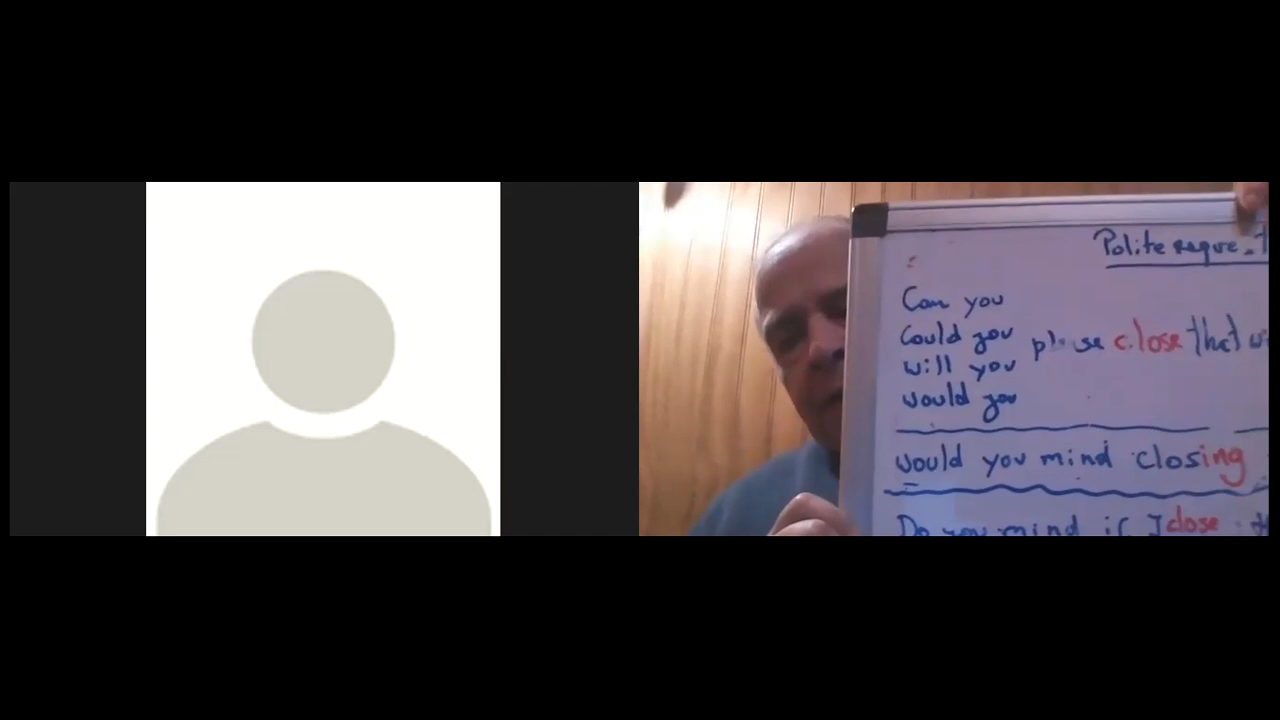 Polite
Can you
Could you
will you
would you
please close that
would you mind closing
Do you mind if I close